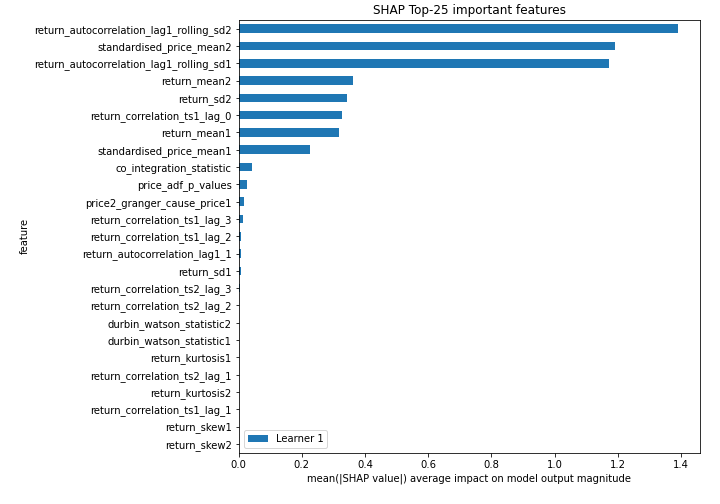 SHAP Top-25 important features
feature
return_autocorrelation_lag1_rolling_sd2
standardised_price_mean2
return_autocorrelation_lag1_rolling_sd1
return_mean2
return_sd2
return_correlation_ts1_lag_0
return_mean1
standardised_price_mean1
co_integration_statistic
price_adf_p_values
price2_granger_cause_price1
return_correlation_ts1_lag_3
return_correlation_ts1_lag_2
return_autocorrelation_lag1_1
return_sd1
return_correlation_ts2_lag_3
return_correlation_ts2_lag_2
durbin_watson_statistic2
durbin_watson_statistic1
return_kurtosis1
return_correlation_ts2_lag_1
return_kurtosis2
return_correlation_ts1_lag_1
return_skew1
return_skew2
Learner 1
0.0 0.2 0.4 0.6 0.8 1.0 1.2 1.4
mean(|SHAP value|) average impact on model output magnitude